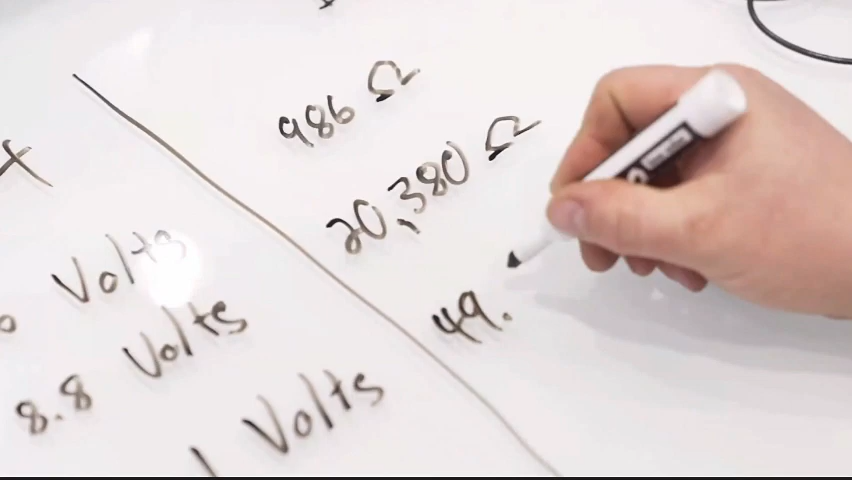 986 Ω
20,380 Ω
49.
Volts
8.8 Volts
Volts